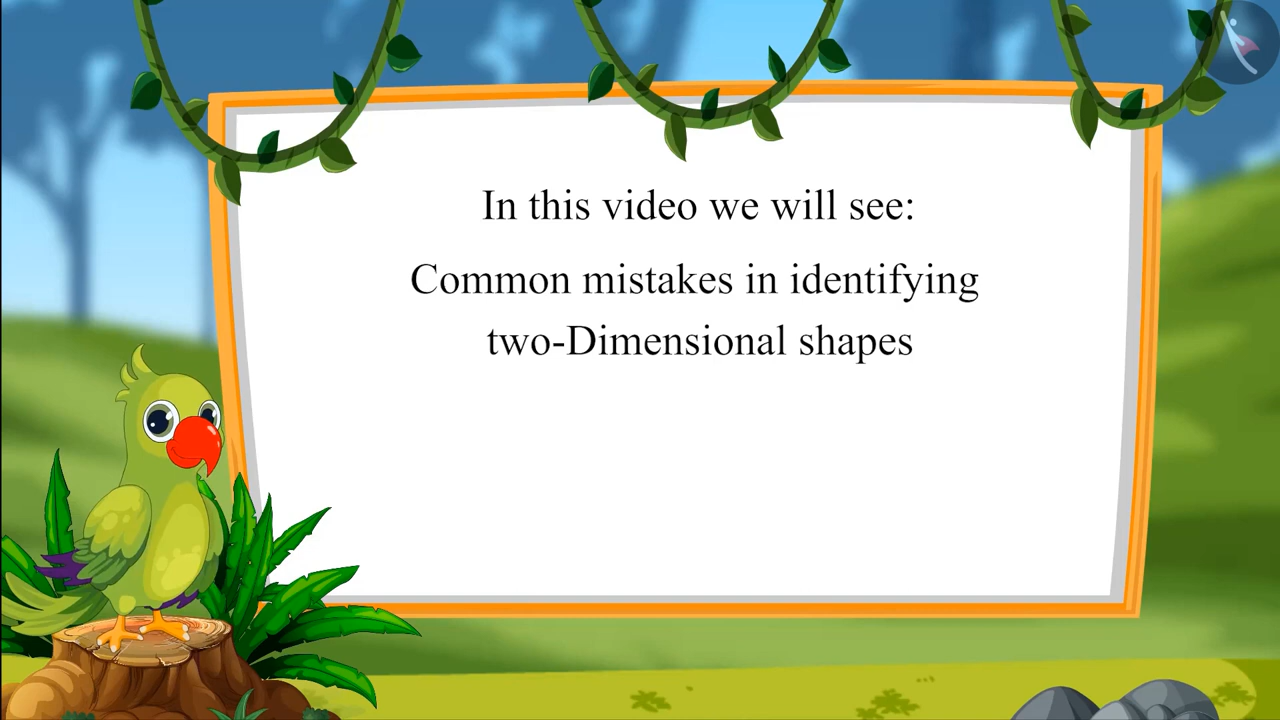 In this video we will see:
Common mistakes in identifying
two-Dimensional shapes